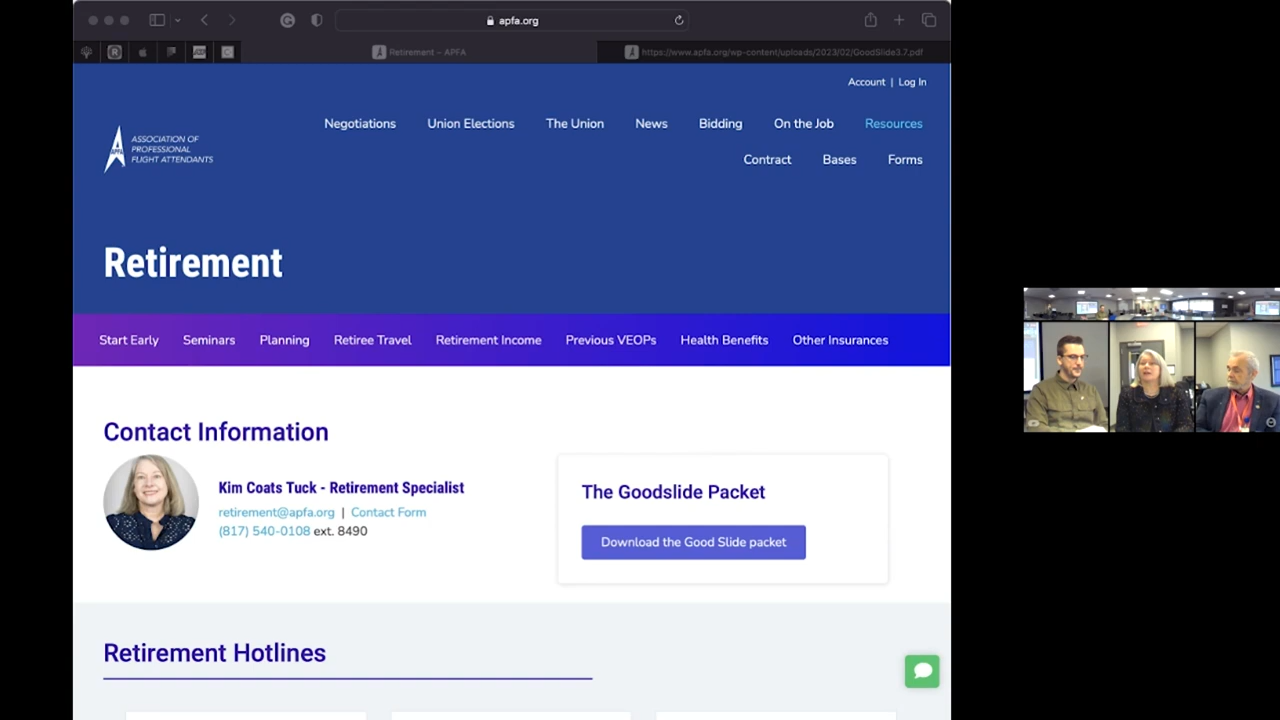 apfa.org
Retirement – APFA
https://www.apfa.org/wp-content/uploads/2023/02/GoodSlide3.7.pdf
Account | Log In
ASSOCIATION OF
PROFESSIONAL
FLIGHT ATTENDANTS
APFA
Negotiations Union Elections The Union News Bidding On the Job Resources
Contract Bases Forms
Retirement
Start Early Seminars Planning Retiree Travel Retirement Income Previous VEOPs Health Benefits Other Insurances
Contact Information
Kim Coats Tuck - Retirement Specialist
retirement@apfa.org | Contact Form
(817) 540-0108 ext. 8490
The Goodslide Packet
Download the Good Slide packet
Retirement Hotlines